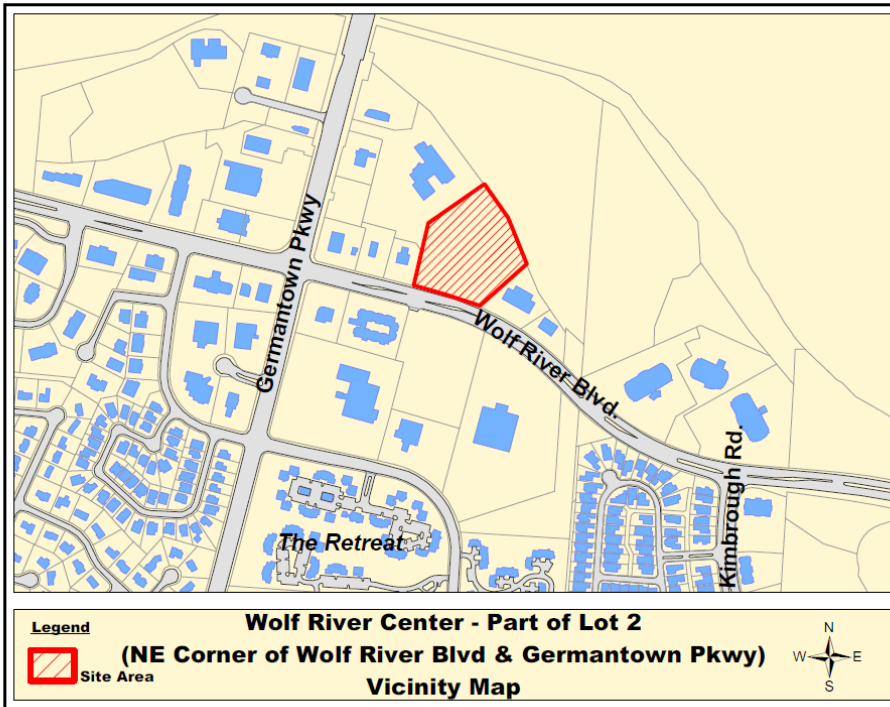 Germantown Pkwy
Wolf River Blvd.
Kimbrough Rd.
The Retreat
Legend
Site Area
Wolf River Center - Part of Lot 2
(NE Corner of Wolf River Blvd & Germantown Pkwy)
Vicinity Map
N
W E
S